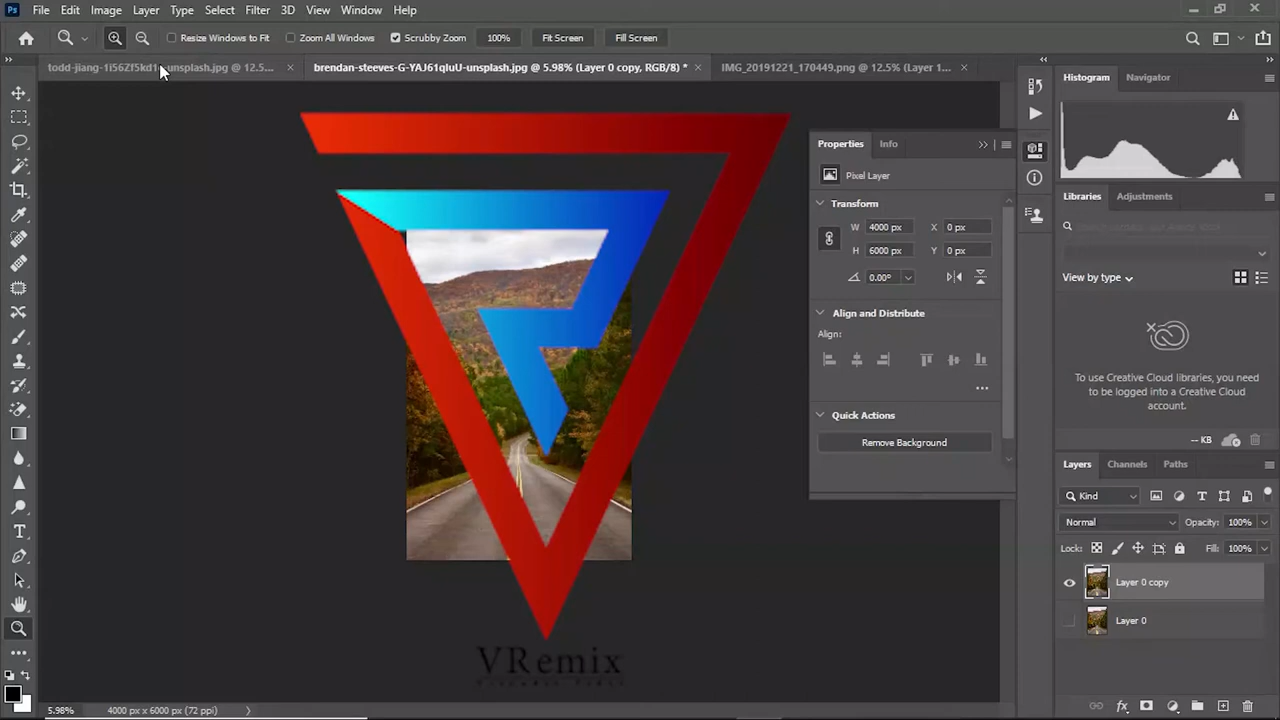 Ps File Edit Image Layer Type Select Filter 3D View Window Help
Resize Windows to Fit Zoom All Windows Scrubby Zoom 100% Fit Screen Fill Screen
brendan-steeves-G-YAJ61qIuU-unsplash.jpg @ 5.98% (Layer 0 copy, RGB/8) *
IMG_20191221_170449.png @ 12.5% (Layer 1...
Histogram Navigator
Properties Info
Pixel Layer
Transform
W 4000 px X 0 px
H 6000 px Y 0 px
0.00°
Align and Distribute
Align:
Quick Actions
Remove Background
Libraries Adjustments
View by type
To use Creative Cloud libraries, you need
to be logged into a Creative Cloud
account.
-- KB
Layers Channels Paths
Kind
Normal Opacity: 100%
Lock: Fill: 100%
Layer 0 copy
Layer 0
VRemix
5.98% 4000 px x 6000 px (72 ppi)